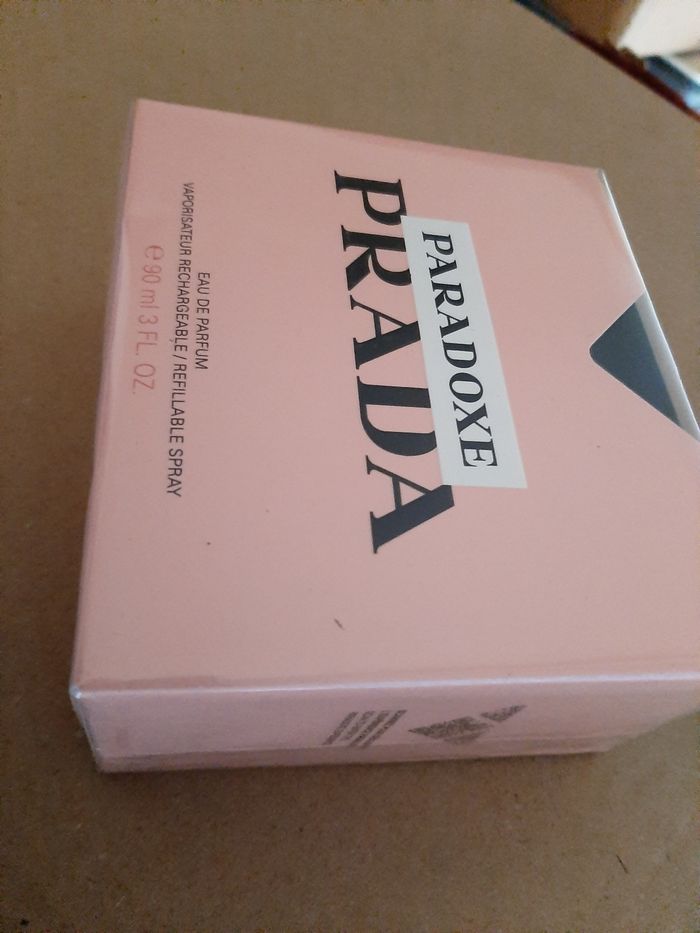 PRADA
PARADOXE
EAU DE PARFUM
VAPORISATEUR RECHARGEABLE / REFILLABLE SPRAY
e 90 ml 3 FL. OZ.